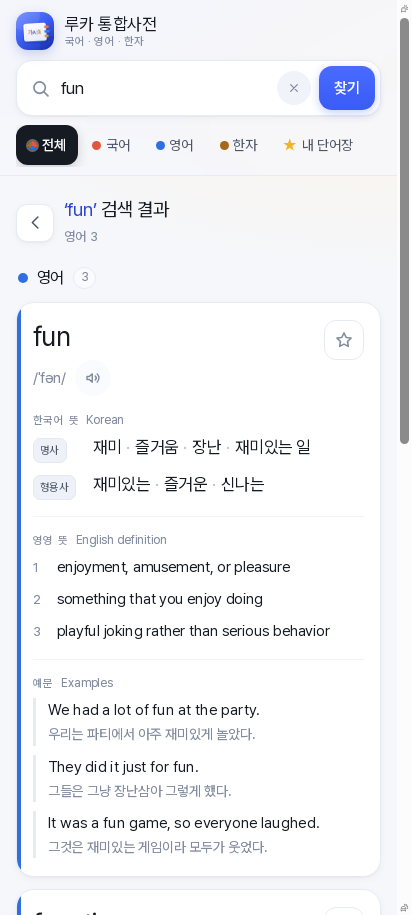 루카 통합사전
국어 · 영어 · 한자
fun
찾기
전체
국어
영어
한자
내 단어장
‘fun’ 검색 결과
영어 3
영어 3
fun
/ˈfən/
한국어 뜻 Korean
명사 재미 · 즐거움 · 장난 · 재미있는 일
형용사 재미있는 · 즐거운 · 신나는
영영 뜻 English definition
1 enjoyment, amusement, or pleasure
2 something that you enjoy doing
3 playful joking rather than serious behavior
예문 Examples
We had a lot of fun at the party.
우리는 파티에서 아주 재미있게 놀았다.
They did it just for fun.
그들은 그냥 장난삼아 그렇게 했다.
It was a fun game, so everyone laughed.
그것은 재미있는 게임이라 모두가 웃었다.